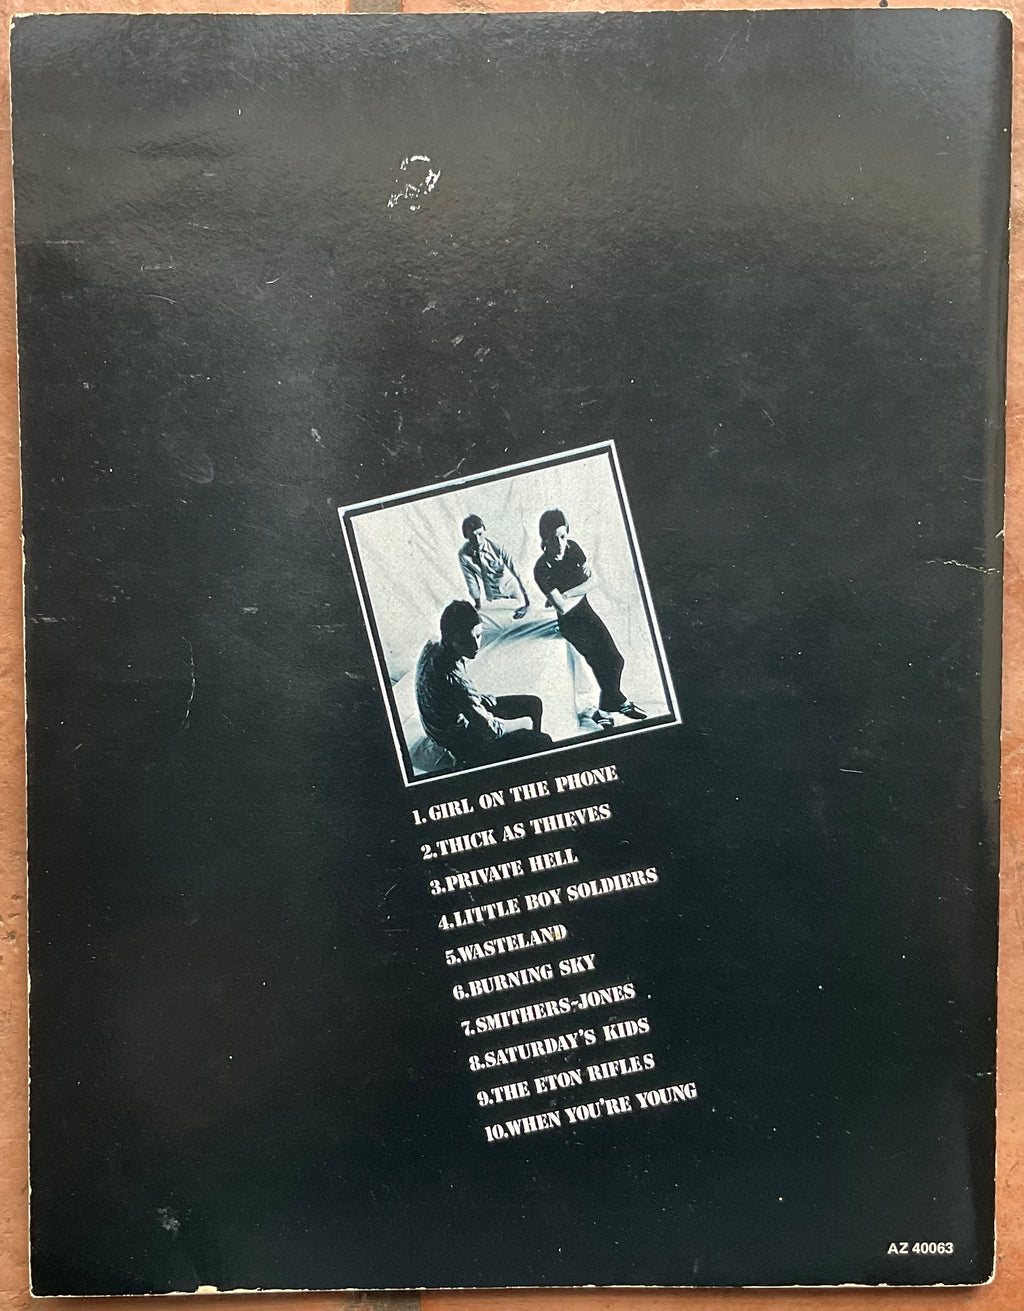 1. GIRL ON THE PHONE
2. THICK AS THIEVES
3. PRIVATE HELL
4. LITTLE BOY SOLDIERS
5. WASTELAND
6. BURNING SKY
7. SMITHERS-JONES
8. SATURDAY'S KIDS
9. THE ETON RIFLES
10. WHEN YOU'RE YOUNG
AZ 40063